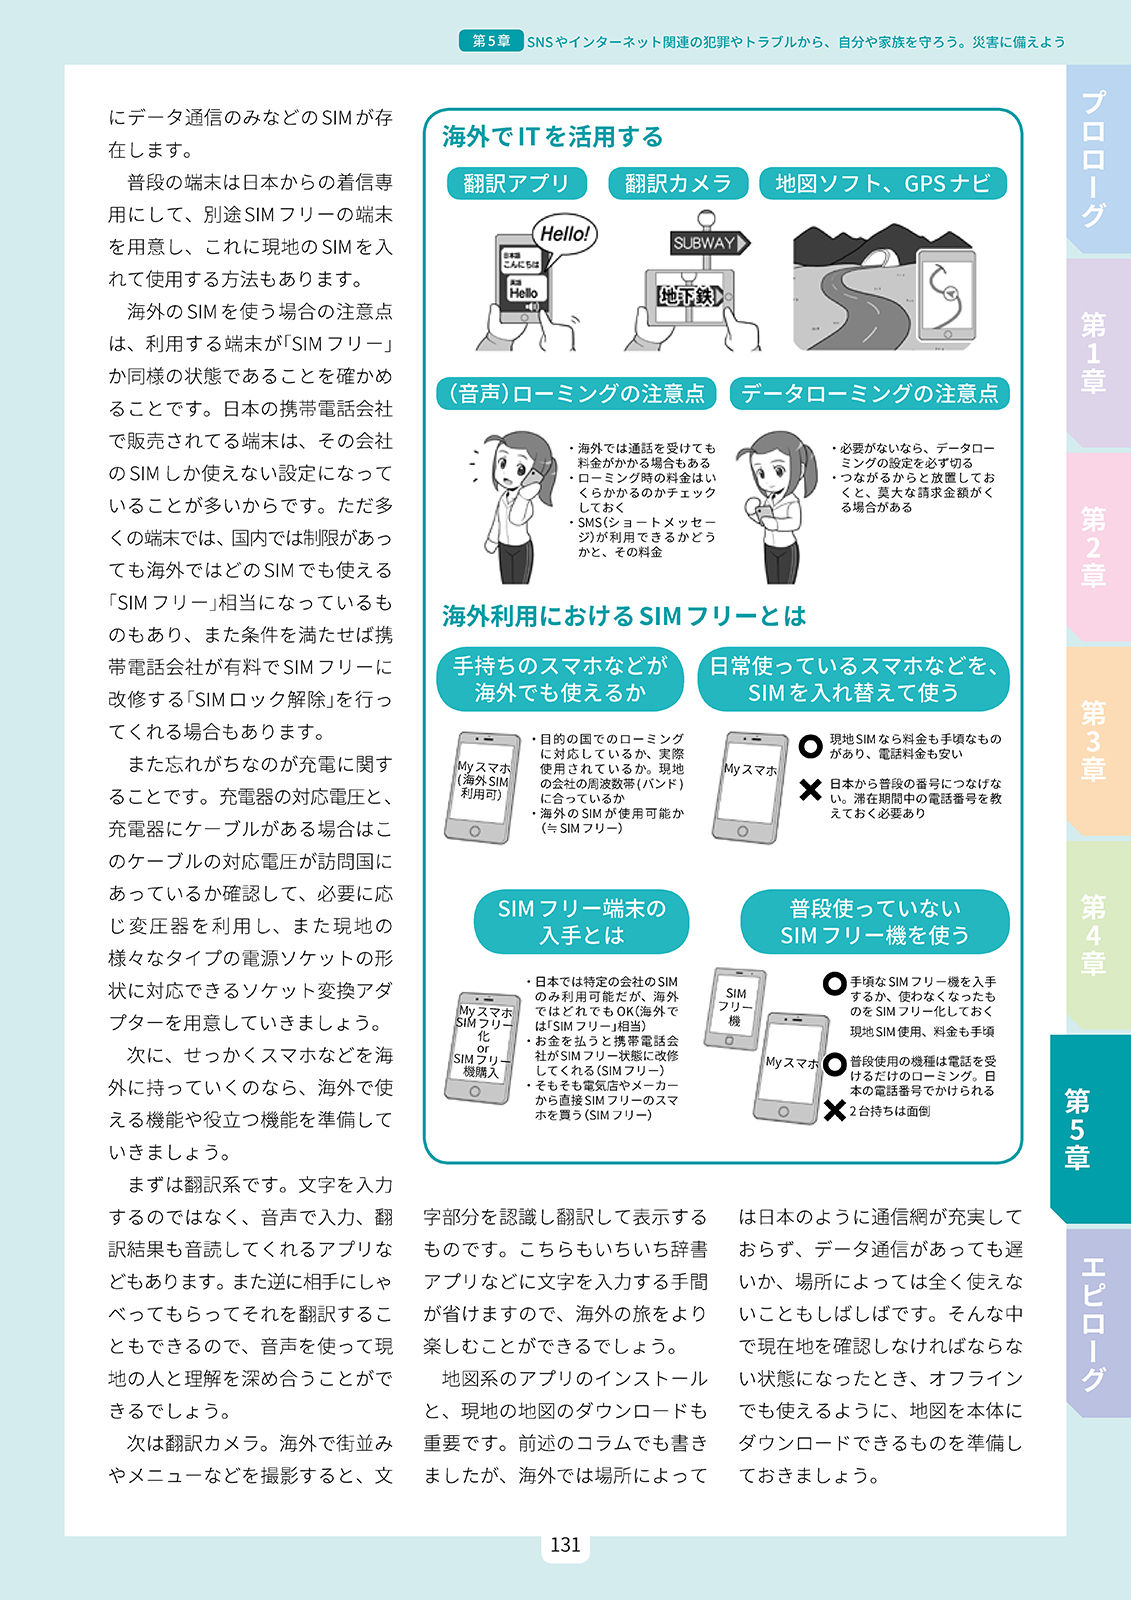 第5章 SNSやインターネット関連の犯罪やトラブルから、自分や家族を守ろう。災害に備えよう
にデータ通信のみなどのSIMが存
在します。
普段の端末は日本からの着信専
用にして、別途SIMフリーの端末
を用意し、これに現地のSIMを入
れて使用する方法もあります。
海外のSIMを使う場合の注意点
は、利用する端末が「SIMフリー」
か同様の状態であることを確かめ
ることです。日本の携帯電話会社
で販売されてる端末は、その会社
のSIMしか使えない設定になって
いることが多いからです。ただ多
くの端末では、国内では制限があっ
ても海外ではどのSIMでも使える
「SIMフリー」相当になっているも
のもあり、また条件を満たせば携
帯電話会社が有料でSIMフリーに
改修する「SIMロック解除」を行っ
てくれる場合もあります。
また忘れがちなのが充電に関す
ることです。充電器の対応電圧と、
充電器にケーブルがある場合はこ
のケーブルの対応電圧が訪問国に
あっているか確認して、必要に応
じ変圧器を利用し、また現地の
様々なタイプの電源ソケットの形
状に対応できるソケット変換アダ
プターを用意していきましょう。
次に、せっかくスマホなどを海
外に持っていくのなら、海外で使
える機能や役立つ機能を準備して
いきましょう。
まずは翻訳系です。文字を入力
するのではなく、音声で入力、翻
訳結果も音読してくれるアプリな
どもあります。また逆に相手にしゃ
べってもらってそれを翻訳するこ
ともできるので、音声を使って現
地の人と理解を深め合うことがで
きるでしょう。
次は翻訳カメラ。海外で街並み
やメニューなどを撮影すると、文
海外でITを活用する
翻訳アプリ
翻訳カメラ
地図ソフト、GPSナビ
Hello!
日本語
こんにちは
英語
Hello
SUBWAY
地下鉄
(音声)ローミングの注意点
・海外では通話を受けても
料金がかかる場合もある
・ローミング時の料金はい
くらかかるのかチェック
しておく
・SMS(ショートメッセー
ジ)が利用できるかどう
かと、その料金
データローミングの注意点
・必要がないなら、データロー
ミングの設定を必ず切る
・つながるからと放置してお
くと、莫大な請求金額がく
る場合がある
海外利用におけるSIMフリーとは
手持ちのスマホなどが
海外でも使えるか
Myスマホ
(海外SIM
利用可)
・目的の国でのローミング
に対応しているか、実際
使用されているか。現地
の会社の周波数帯(バンド)
に合っているか
・海外のSIMが使用可能か
(≒SIMフリー)
日常使っているスマホなどを、
SIMを入れ替えて使う
Myスマホ
現地SIMなら料金も手頃なもの
があり、電話料金も安い
日本から普段の番号につなげな
い。滞在期間中の電話番号を教
えておく必要あり
SIMフリー端末の
入手とは
Myスマホ
SIMフリー
化
or
SIMフリー
機購入
・日本では特定の会社のSIM
のみ利用可能だが、海外
ではどれでもOK(海外で
は「SIMフリー」相当)
・お金を払うと携帯電話会
社がSIMフリー状態に改修
してくれる(SIMフリー)
・そもそも電気店やメーカー
から直接SIMフリーのスマ
ホを買う(SIMフリー)
普段使っていない
SIMフリー機を使う
SIM
フリー
機
Myスマホ
手頃なSIMフリー機を入手
するか、使わなくなったも
のをSIMフリー化しておく
現地SIM使用、料金も手頃
普段使用の機種は電話を受
けるだけのローミング。日
本の電話番号でかけられる
2台持ちは面倒
字部分を認識し翻訳して表示する
ものです。こちらもいちいち辞書
アプリなどに文字を入力する手間
が省けますので、海外の旅をより
楽しむことができるでしょう。
地図系のアプリのインストール
と、現地の地図のダウンロードも
重要です。前述のコラムでも書き
ましたが、海外では場所によって
は日本のように通信網が充実して
おらず、データ通信があっても遅
いか、場所によっては全く使えな
いこともしばしばです。そんな中
で現在地を確認しなければならな
い状態になったとき、オフライン
でも使えるように、地図を本体に
ダウンロードできるものを準備し
ておきましょう。
プロローグ
第1章
第2章
第3章
第4章
第5章
エピローグ
131